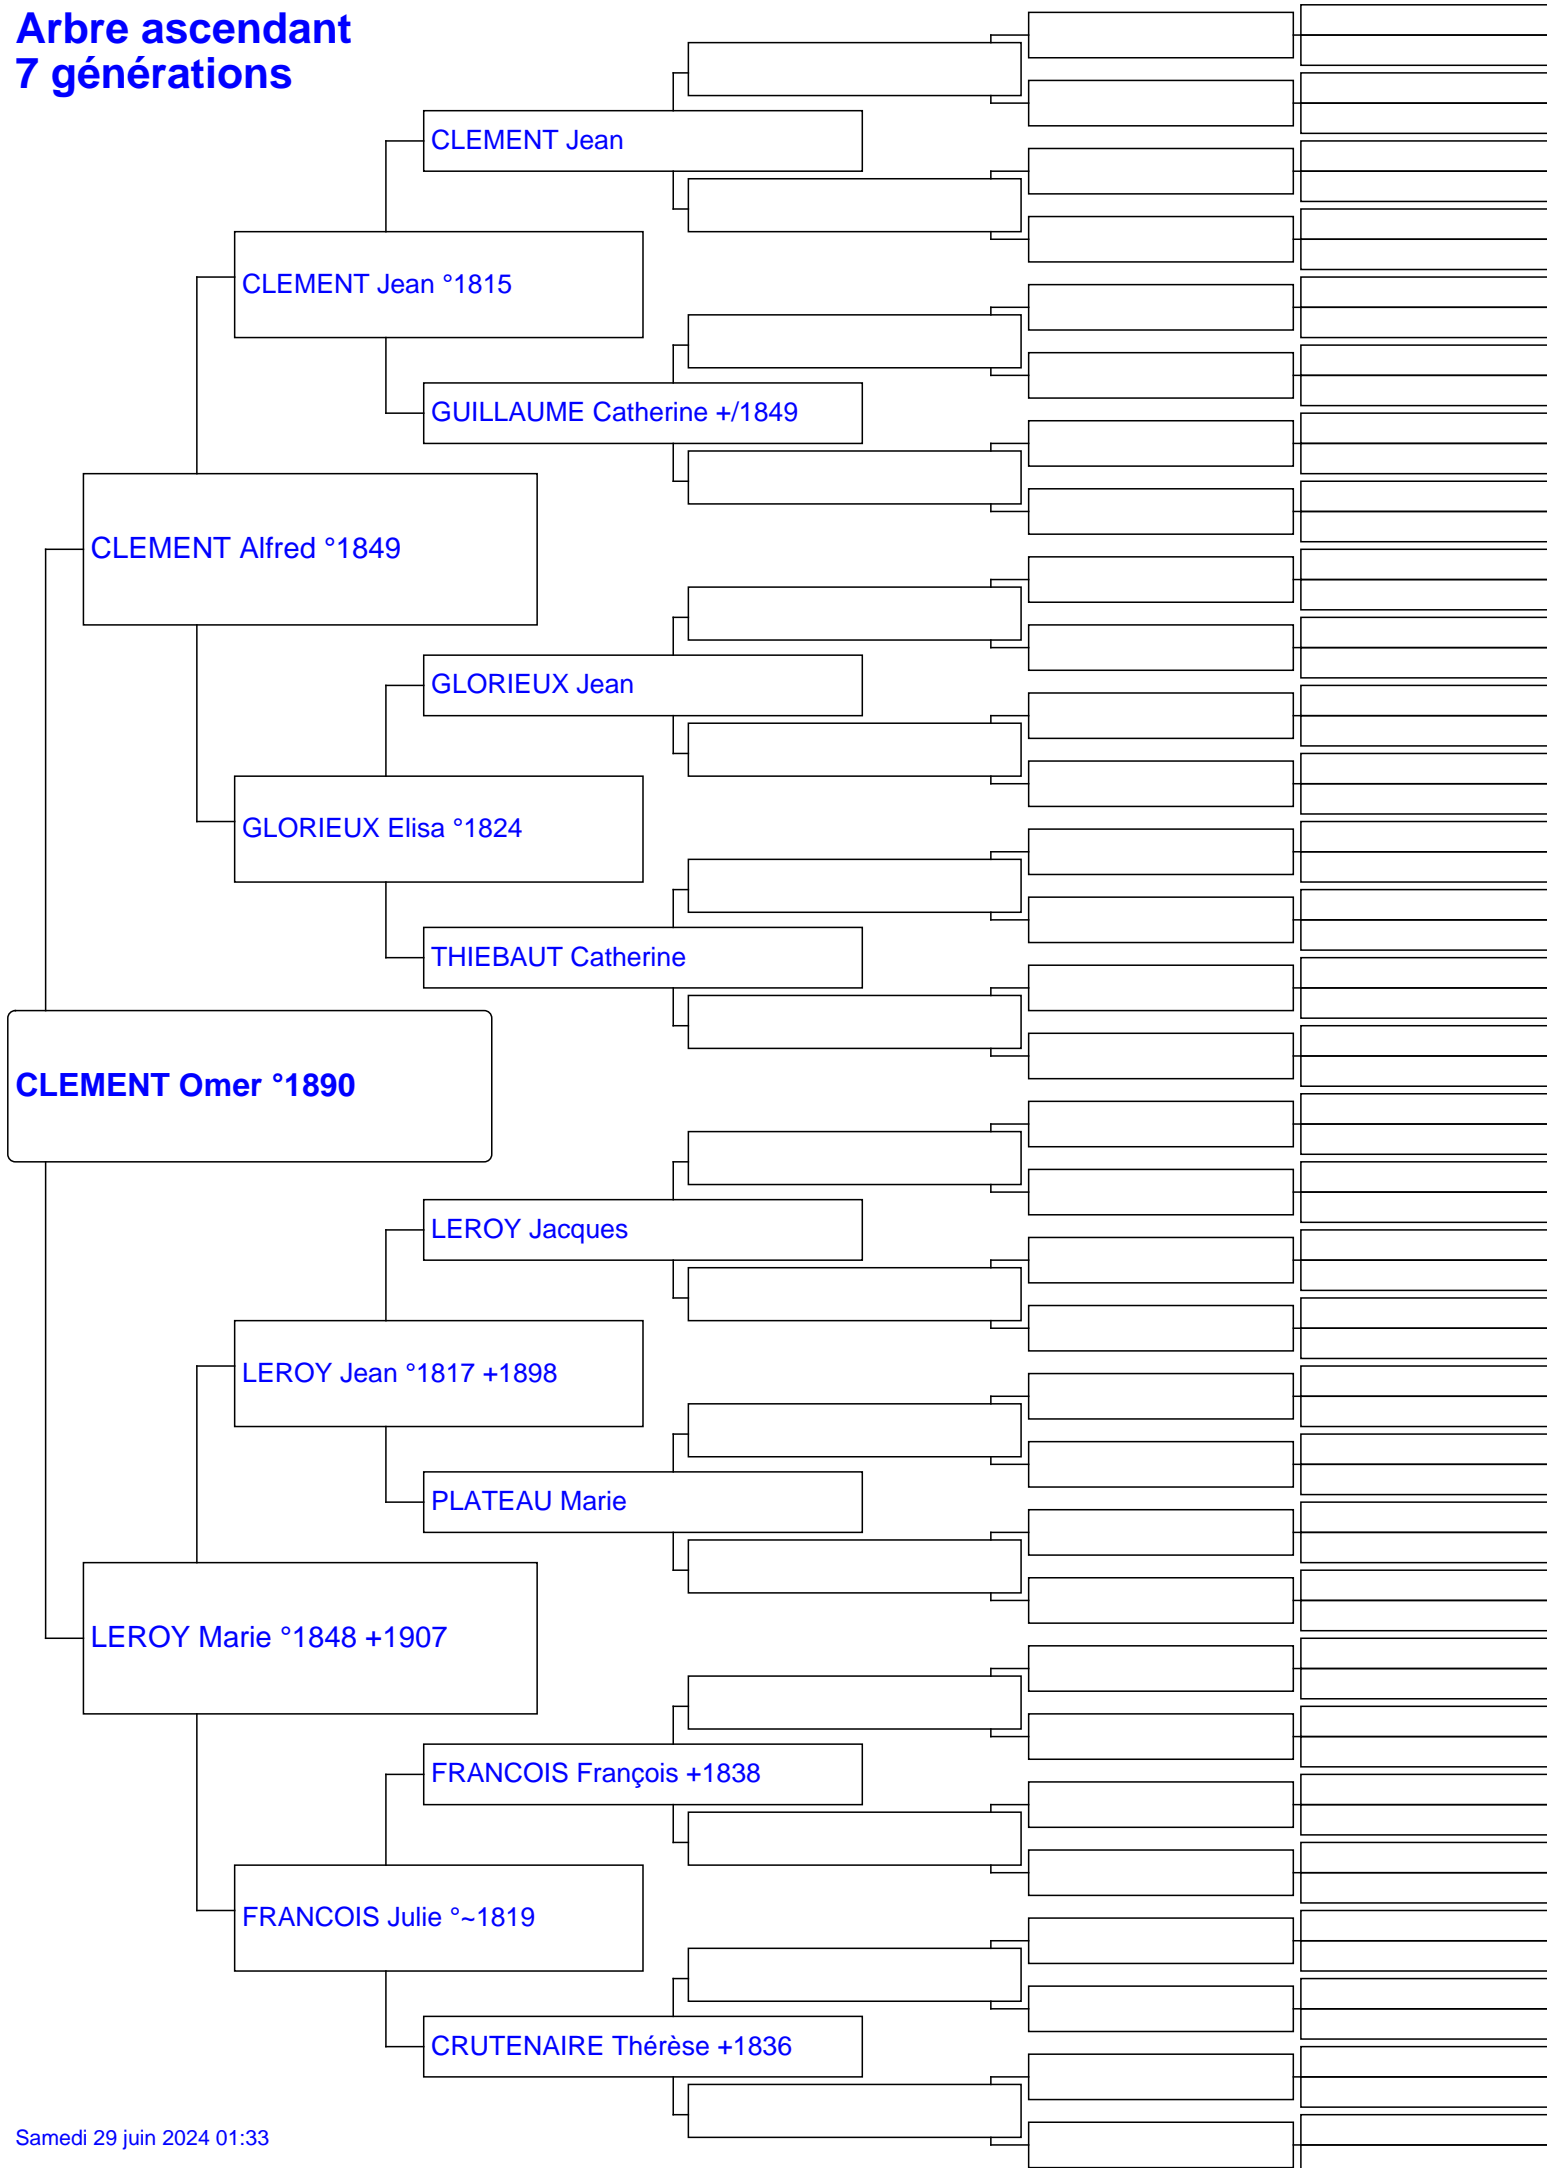 Arbre ascendant
7 générations
CLEMENT Jean
CLEMENT Jean °1815
GUILLAUME Catherine +/1849
CLEMENT Alfred °1849
GLORIEUX Jean
GLORIEUX Elisa °1824
THIEBAUT Catherine
CLEMENT Omer °1890
LEROY Jacques
LEROY Jean °1817 +1898
PLATEAU Marie
LEROY Marie °1848 +1907
FRANCOIS François +1838
FRANCOIS Julie °~1819
CRUTENAIRE Thérèse +1836
Samedi 29 juin 2024 01:33